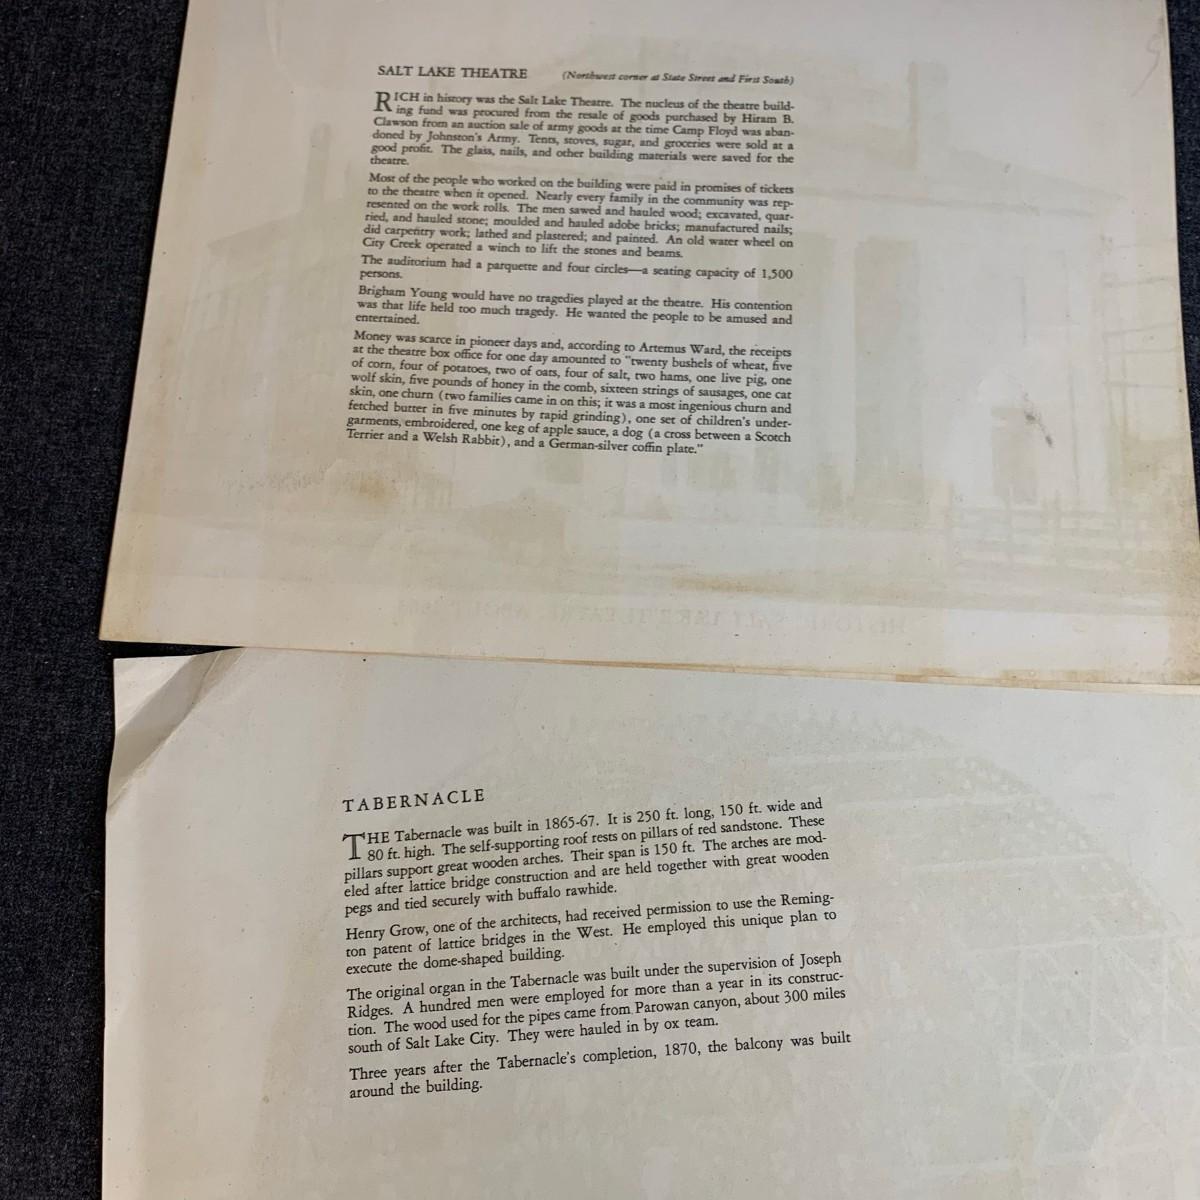 SALT LAKE THEATRE (Northwest corner at State Street and First South)
RICH in history was the Salt Lake Theatre. The nucleus of the theatre build-
ing fund was procured from the resale of goods purchased by Hiram B.
Clawson from an auction sale of army goods at the time Camp Floyd was aban-
doned by Johnston's Army. Tents, stoves, sugar, and groceries were sold at a
good profit. The glass, nails, and other building materials were saved for the
theatre.
Most of the people who worked on the building were paid in promises of tickets
to the theatre when it opened. Nearly every family in the community was rep-
resented on the work rolls. The men sawed and hauled wood; excavated, quar-
ried, and hauled stone; moulded and hauled adobe bricks; manufactured nails;
did carpentry work; lathed and plastered; and painted. An old water wheel on
City Creek operated a winch to lift the stones and beams.
The auditorium had a parquette and four circles—a seating capacity of 1,500
persons.
Brigham Young would have no tragedies played at the theatre. His contention
was that life held too much tragedy. He wanted the people to be amused and
entertained.
Money was scarce in pioneer days and, according to Artemus Ward, the receipts
at the theatre box office for one day amounted to "twenty bushels of wheat, five
of corn, four of potatoes, two of oats, four of salt, two hams, one live pig, one
wolf skin, five pounds of honey in the comb, sixteen strings of sausages, one cat
skin, one churn (two families came in on this; it was a most ingenious churn and
fetched butter in five minutes by rapid grinding), one set of children's under-
garments, embroidered, one keg of apple sauce, a dog (a cross between a Scotch
Terrier and a Welsh Rabbit), and a German-silver coffin plate."
TABERNACLE
THE Tabernacle was built in 1865-67. It is 250 ft. long, 150 ft. wide and
80 ft. high. The self-supporting roof rests on pillars of red sandstone. These
pillars support great wooden arches. Their span is 150 ft. The arches are mod-
eled after lattice bridge construction and are held together with great wooden
pegs and tied securely with buffalo rawhide.
Henry Grow, one of the architects, had received permission to use the Reming-
ton patent of lattice bridges in the West. He employed this unique plan to
execute the dome-shaped building.
The original organ in the Tabernacle was built under the supervision of Joseph
Ridges. A hundred men were employed for more than a year in its construc-
tion. The wood used for the pipes came from Parowan canyon, about 300 miles
south of Salt Lake City. They were hauled in by ox team.
Three years after the Tabernacle's completion, 1870, the balcony was built
around the building.